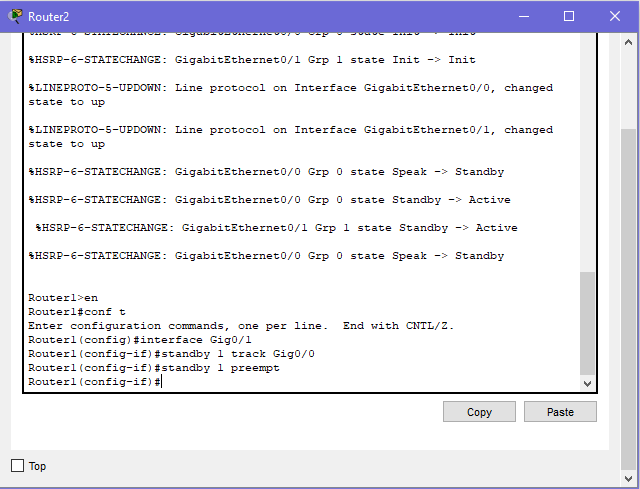 Router2
%HSRP-6-STATECHANGE: GigabitEthernet0/0 Grp 0 state Init -> Init
%HSRP-6-STATECHANGE: GigabitEthernet0/1 Grp 1 state Init -> Init
%LINEPROTO-5-UPDOWN: Line protocol on Interface GigabitEthernet0/0, changed
state to up
%LINEPROTO-5-UPDOWN: Line protocol on Interface GigabitEthernet0/1, changed
state to up
%HSRP-6-STATECHANGE: GigabitEthernet0/0 Grp 0 state Speak -> Standby
%HSRP-6-STATECHANGE: GigabitEthernet0/0 Grp 0 state Standby -> Active
%HSRP-6-STATECHANGE: GigabitEthernet0/1 Grp 1 state Standby -> Active
%HSRP-6-STATECHANGE: GigabitEthernet0/0 Grp 0 state Speak -> Standby
Router1>en
Router1#conf t
Enter configuration commands, one per line.  End with CNTL/Z.
Router1(config)#interface Gig0/1
Router1(config-if)#standby 1 track Gig0/0
Router1(config-if)#standby 1 preempt
Router1(config-if)#
Copy
Paste
Top